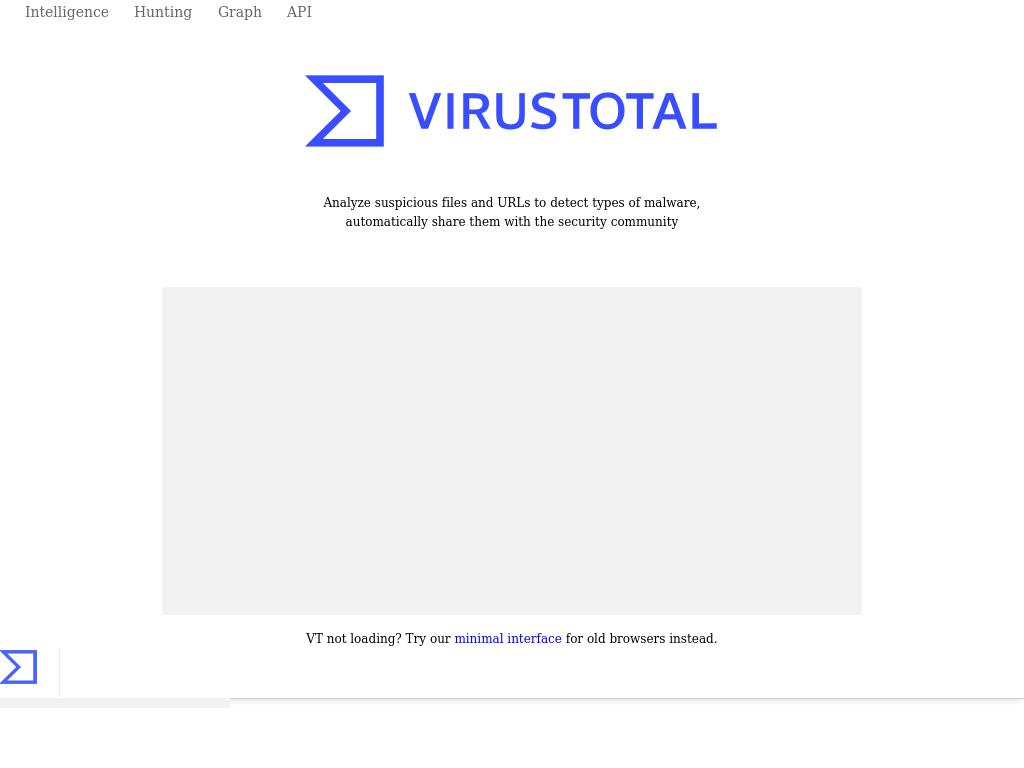 Intelligence Hunting Graph API
VIRUSTOTAL
Analyze suspicious files and URLs to detect types of malware,
automatically share them with the security community
VT not loading? Try our minimal interface for old browsers instead.